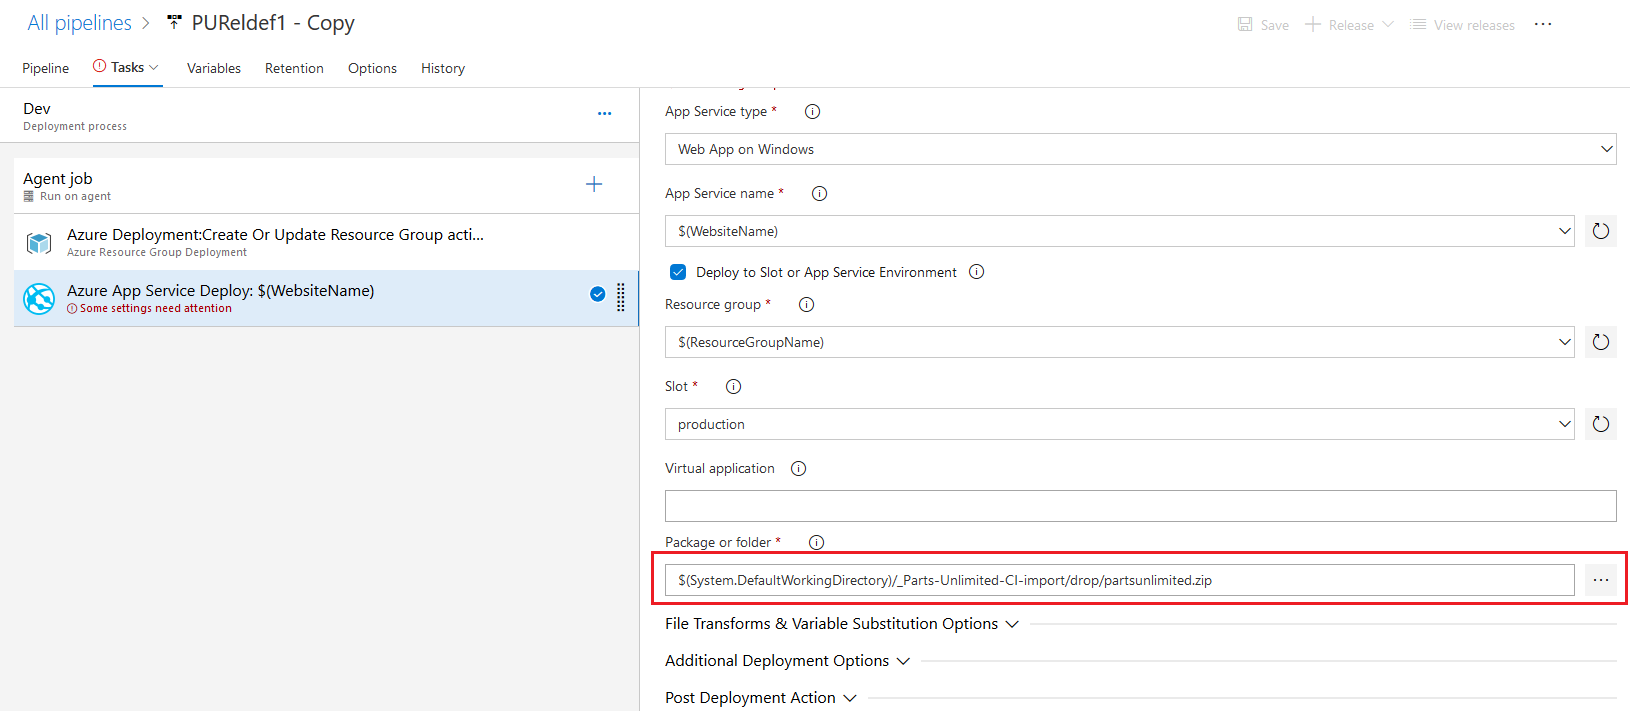 All pipelines > PUReldef1 - Copy
Save
Release
View releases
...
Pipeline
Tasks
Variables
Retention
Options
History
Dev
Deployment process
...
Agent job
Run on agent
Azure Deployment:Create Or Update Resource Group acti...
Azure Resource Group Deployment
Azure App Service Deploy: $(WebsiteName)
Some settings need attention
App Service type *
Web App on Windows
App Service name *
$(WebsiteName)
Deploy to Slot or App Service Environment
Resource group *
$(ResourceGroupName)
Slot *
production
Virtual application
Package or folder *
$(System.DefaultWorkingDirectory)/_Parts-Unlimited-CI-import/drop/partsunlimited.zip
...
File Transforms & Variable Substitution Options
Additional Deployment Options
Post Deployment Action